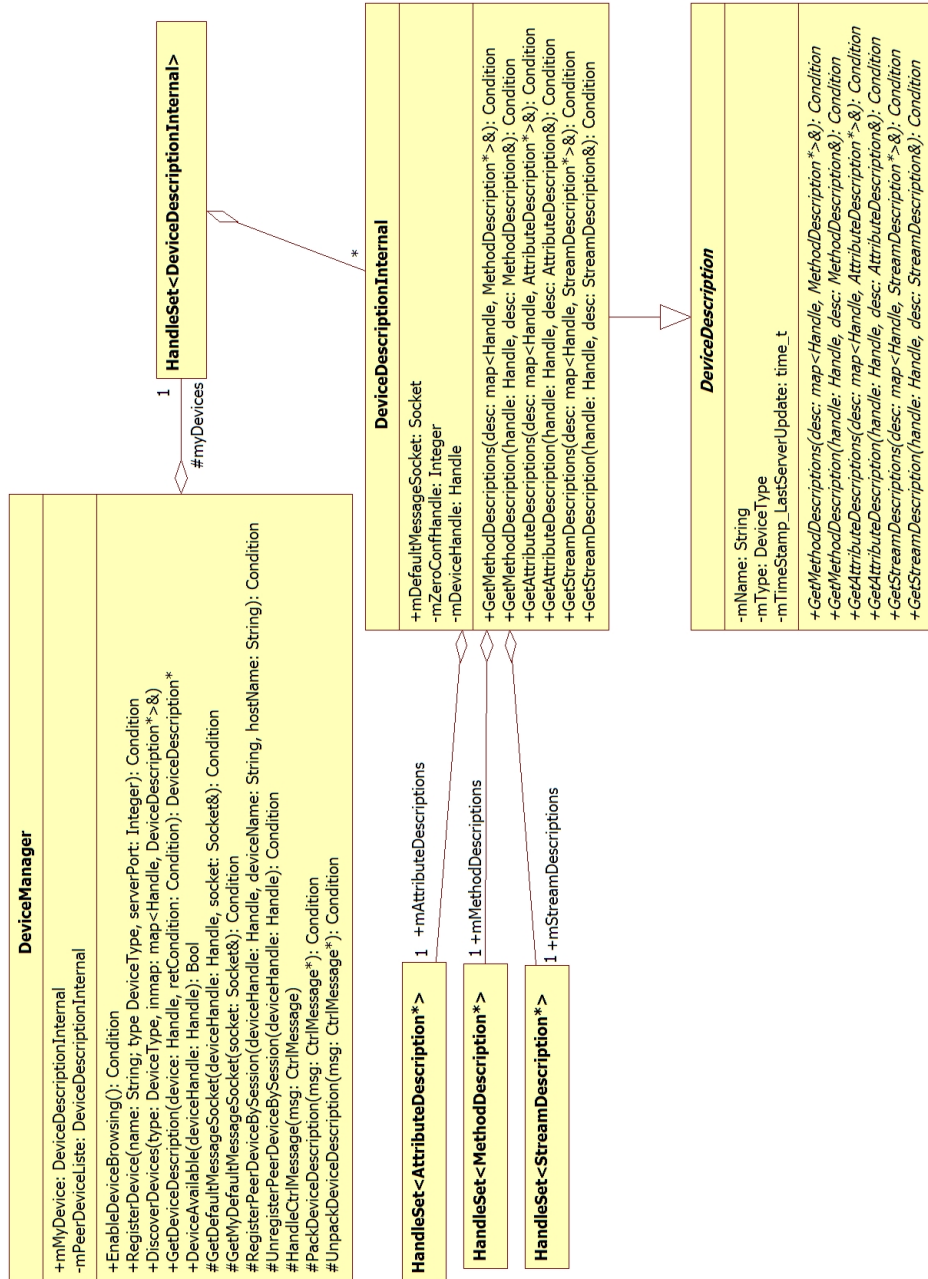 DeviceManager
+mMyDevice: DeviceDescriptionInternal
-mPeerDeviceListe: DeviceDescriptionInternal
+EnableDeviceBrowsing(): Condition
+RegisterDevice(name: String; type DeviceType, serverPort: Integer): Condition
+DiscoverDevices(type: DeviceType, inmap: map<Handle, DeviceDescription*>&)
+GetDeviceDescription(device: Handle, retCondition: Condition): DeviceDescription*
+DeviceAvailable(deviceHandle: Handle): Bool
#GetDefaultMessageSocket(deviceHandle: Handle, socket: Socket&): Condition
#GetMyDefaultMessageSocket(socket: Socket&): Condition
#RegisterPeerDeviceBySession(deviceHandle: Handle, deviceName: String, hostName: String): Condition
#UnregisterPeerDeviceBySession(deviceHandle: Handle): Condition
#HandleCtrlMessage(msg: CtrlMessage)
#PackDeviceDescription(msg: CtrlMessage*): Condition
#UnpackDeviceDescription(msg: CtrlMessage*): Condition
1
#myDevices
HandleSet<DeviceDescriptionInternal>
*
DeviceDescriptionInternal
+mDefaultMessageSocket: Socket
-mZeroConfHandle: Integer
-mDeviceHandle: Handle
+GetMethodDescriptions(desc: map<Handle, MethodDescription*>&): Condition
+GetMethodDescription(handle: Handle, desc: MethodDescription&): Condition
+GetAttributeDescriptions(desc: map<Handle, AttributeDescription*>&): Condition
+GetAttributeDescription(handle: Handle, desc: AttributeDescription&): Condition
+GetStreamDescriptions(desc: map<Handle, StreamDescription*>&): Condition
+GetStreamDescription(handle: Handle, desc: StreamDescription&): Condition
HandleSet<AttributeDescription*>
1 +mAttributeDescriptions
HandleSet<MethodDescription*>
1 +mMethodDescriptions
HandleSet<StreamDescription*>
1 +mStreamDescriptions
DeviceDescription
-mName: String
-mType: DeviceType
-mTimeStamp_LastServerUpdate: time_t
+GetMethodDescriptions(desc: map<Handle, MethodDescription*>&): Condition
+GetMethodDescription(handle: Handle, desc: MethodDescription&): Condition
+GetAttributeDescriptions(desc: map<Handle, AttributeDescription*>&): Condition
+GetAttributeDescription(handle: Handle, desc: AttributeDescription&): Condition
+GetStreamDescriptions(desc: map<Handle, StreamDescription*>&): Condition
+GetStreamDescription(handle: Handle, desc: StreamDescription&): Condition